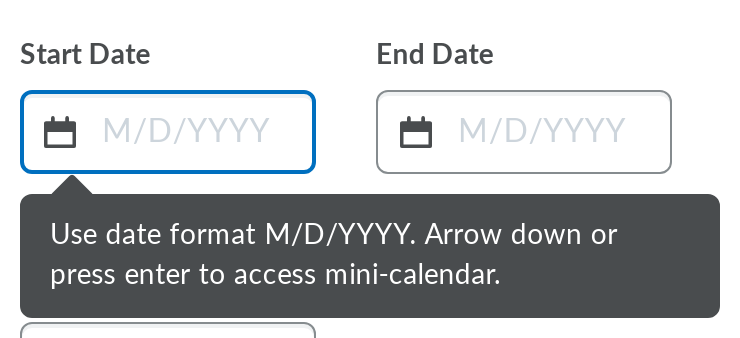 Start Date
End Date
M/D/YYYY
M/D/YYYY
Use date format M/D/YYYY. Arrow down or
press enter to access mini-calendar.